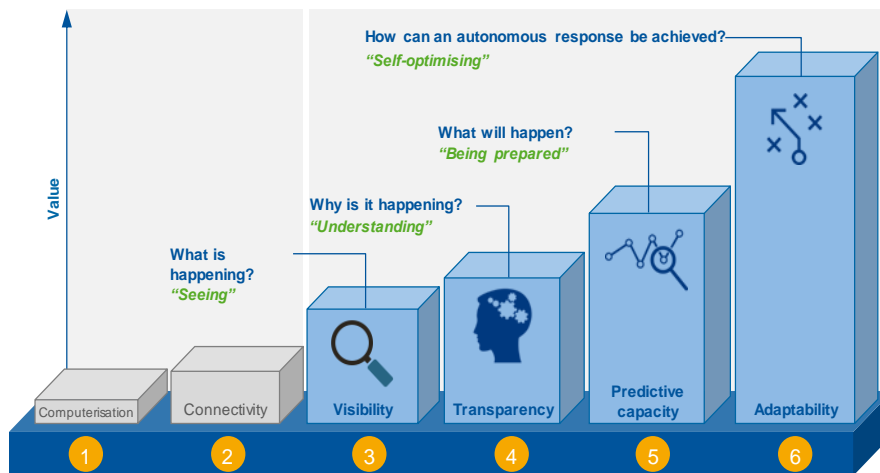 How can an autonomous response be achieved?
“Self-optimising”
What will happen?
“Being prepared”
Why is it happening?
“Understanding”
What is
happening?
“Seeing”
Value
Computerisation
Connectivity
Visibility
Transparency
Predictive
capacity
Adaptability
1
2
3
4
5
6